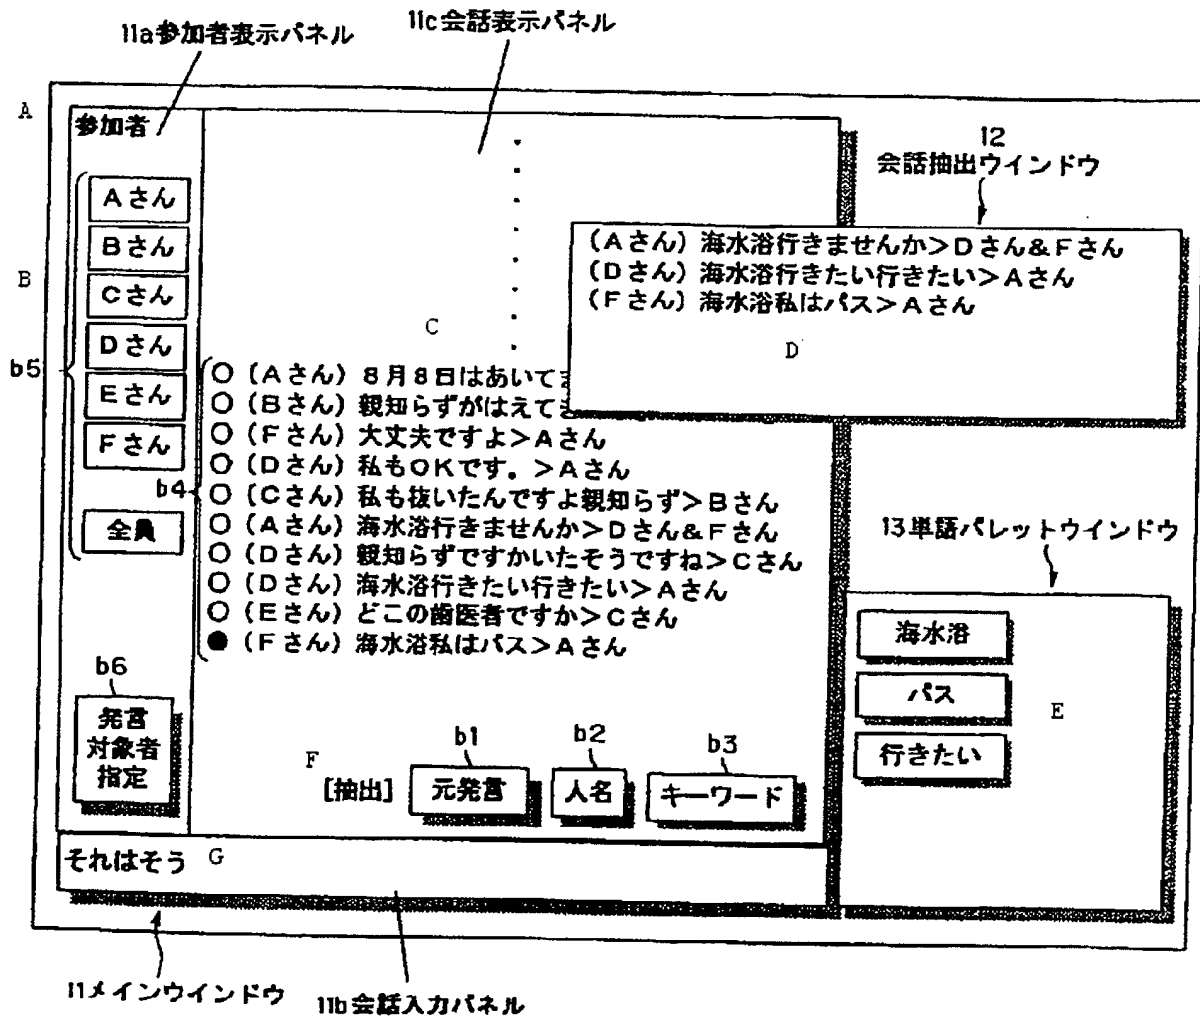 11a参加者表示パネル
11c会話表示パネル
A
参加者
12
会話抽出ウインドウ
Aさん
Bさん
B
Cさん
Dさん
b5
Eさん
Fさん
全員
(Aさん) 海水浴行きませんか>Dさん&Fさん
(Dさん) 海水浴行きたい行きたい>Aさん
(Fさん) 海水浴私はパス>Aさん
C
D
b4
○ (Aさん) 8月8日はあいてま
○ (Bさん) 親知らずがはえてき
○ (Fさん) 大丈夫ですよ>Aさん
○ (Dさん) 私もOKです。>Aさん
○ (Cさん) 私も抜いたんですよ親知らず>Bさん
○ (Aさん) 海水浴行きませんか>Dさん&Fさん
○ (Dさん) 親知らずですかいたそうですね>Cさん
○ (Dさん) 海水浴行きたい行きたい>Aさん
○ (Eさん) どこの歯医者ですか>Cさん
● (Fさん) 海水浴私はパス>Aさん
13単語パレットウインドウ
海水浴
パス
行きたい
E
b6
発言
対象者
指定
F
b1
b2
b3
[抽出] 元発言 人名 キーワード
それはそう
G
11メインウインドウ
11b会話入力パネル